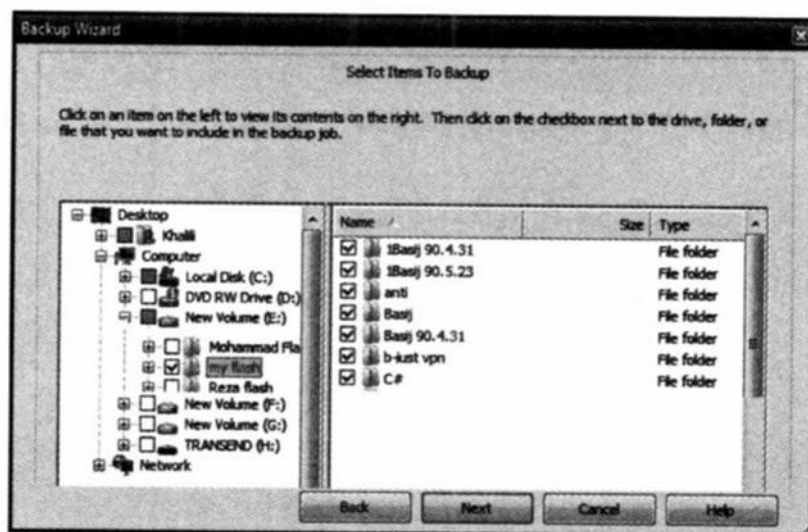 Backup Wizard
Select Items To Backup
Click on an item on the left to view its contents on the right. Then click on the checkbox next to the drive, folder, or
file that you want to include in the backup job.
Desktop
Khalili
Computer
Local Disk (C:)
DVD RW Drive (D:)
New Volume (E:)
Mohammad Fla
my flash
Reza flash
New Volume (F:)
New Volume (G:)
TRANSEND (H:)
Network
Name Size Type
1Basij 90.4.31 File folder
1Basij 90.5.23 File folder
anti File folder
Basij File folder
Basij 90.4.31 File folder
b-iust vpn File folder
C# File folder
Back Next Cancel Help